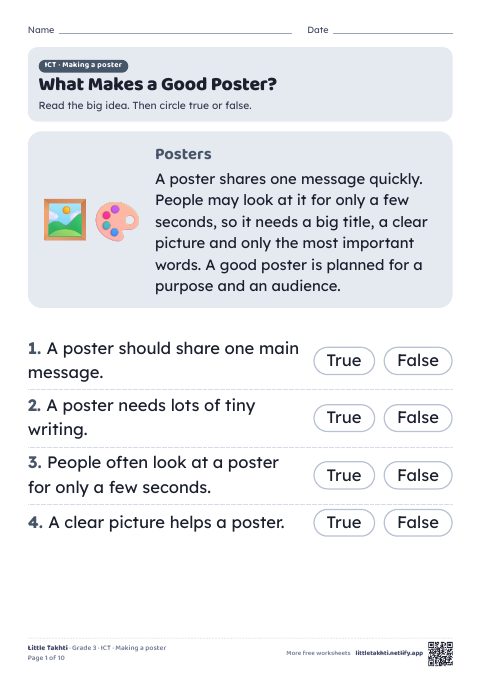 Name
Date
ICT · Making a poster
What Makes a Good Poster?
Read the big idea. Then circle true or false.
Posters
A poster shares one message quickly.
People may look at it for only a few
seconds, so it needs a big title, a clear
picture and only the most important
words. A good poster is planned for a
purpose and an audience.
1. A poster should share one main
message.
True False
2. A poster needs lots of tiny
writing.
True False
3. People often look at a poster
for only a few seconds.
True False
4. A clear picture helps a poster.
True False
Little Takhti · Grade 3 · ICT · Making a poster
Page 1 of 10
More free worksheets · littletakhti.netlify.app